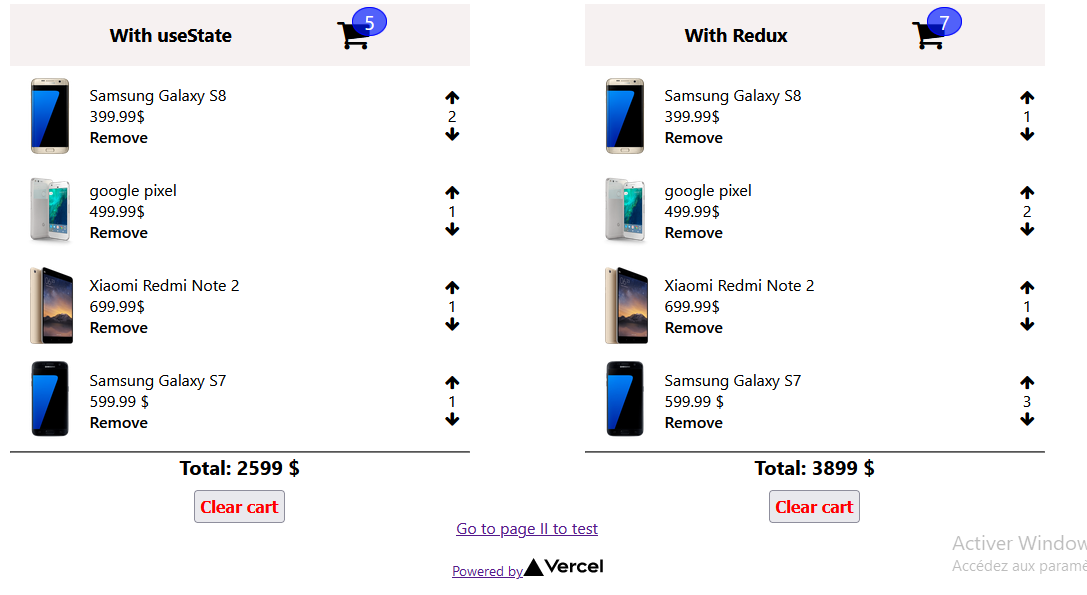 With useState
5
Samsung Galaxy S8
399.99$
Remove
2
google pixel
499.99$
Remove
1
Xiaomi Redmi Note 2
699.99$
Remove
1
Samsung Galaxy S7
599.99 $
Remove
1
Total: 2599 $
Clear cart
With Redux
7
Samsung Galaxy S8
399.99$
Remove
1
google pixel
499.99$
Remove
2
Xiaomi Redmi Note 2
699.99$
Remove
1
Samsung Galaxy S7
599.99 $
Remove
3
Total: 3899 $
Clear cart
Go to page II to test
Powered by Vercel
Activer Window
Accédez aux paramè